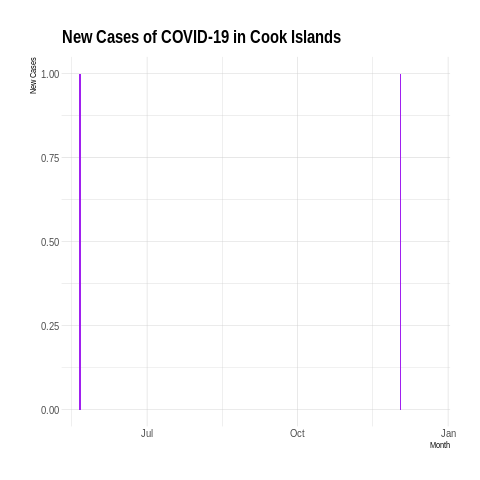 New Cases of COVID-19 in Cook Islands
New Cases
1.00
0.75
0.50
0.25
0.00
Jul
Oct
Jan
Month